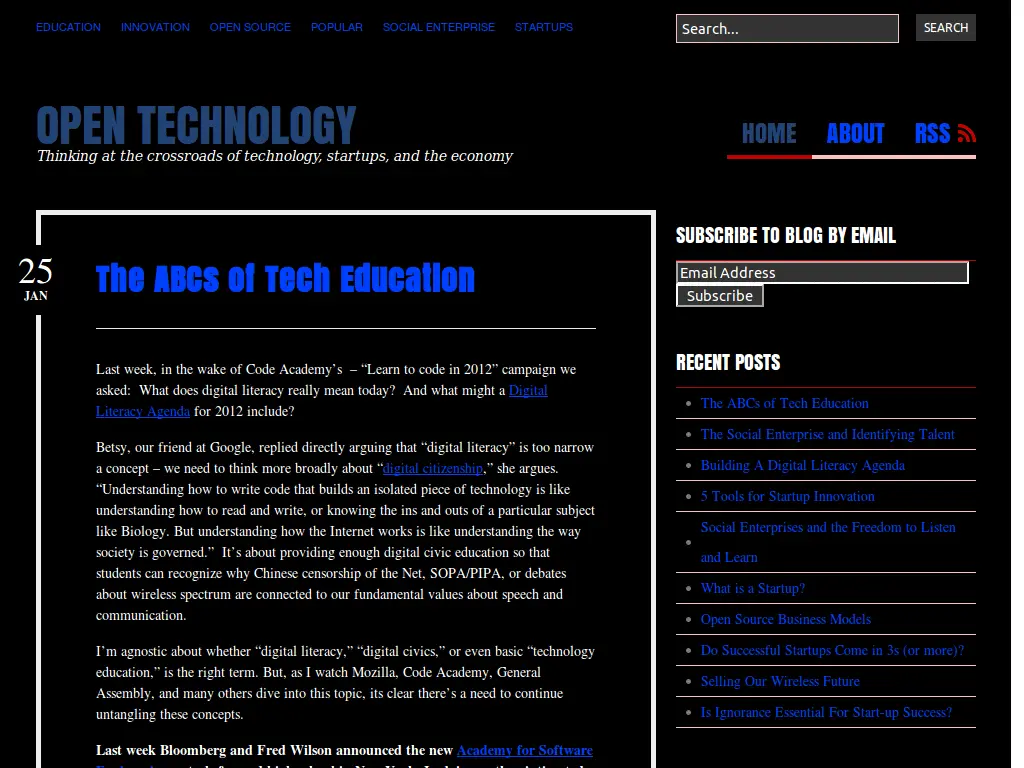 EDUCATION INNOVATION OPEN SOURCE POPULAR SOCIAL ENTERPRISE STARTUPS
Search...
SEARCH
OPEN TECHNOLOGY
Thinking at the crossroads of technology, startups, and the economy
HOME ABOUT RSS
25
JAN
The ABCs of Tech Education
Last week, in the wake of Code Academy's – “Learn to code in 2012” campaign we
asked: What does digital literacy really mean today? And what might a Digital
Literacy Agenda for 2012 include?
Betsy, our friend at Google, replied directly arguing that “digital literacy” is too narrow
a concept – we need to think more broadly about “digital citizenship,” she argues.
“Understanding how to write code that builds an isolated piece of technology is like
understanding how to read and write, or knowing the ins and outs of a particular subject
like Biology. But understanding how the Internet works is like understanding the way
society is governed.” It’s about providing enough digital civic education so that
students can recognize why Chinese censorship of the Net, SOPA/PIPA, or debates
about wireless spectrum are connected to our fundamental values about speech and
communication.
I’m agnostic about whether “digital literacy,” “digital civics,” or even basic “technology
education,” is the right term. But, as I watch Mozilla, Code Academy, General
Assembly, and many others dive into this topic, its clear there’s a need to continue
untangling these concepts.
Last week Bloomberg and Fred Wilson announced the new Academy for Software
SUBSCRIBE TO BLOG BY EMAIL
Email Address
Subscribe
RECENT POSTS
The ABCs of Tech Education
The Social Enterprise and Identifying Talent
Building A Digital Literacy Agenda
5 Tools for Startup Innovation
Social Enterprises and the Freedom to Listen
and Learn
What is a Startup?
Open Source Business Models
Do Successful Startups Come in 3s (or more)?
Selling Our Wireless Future
Is Ignorance Essential For Start-up Success?